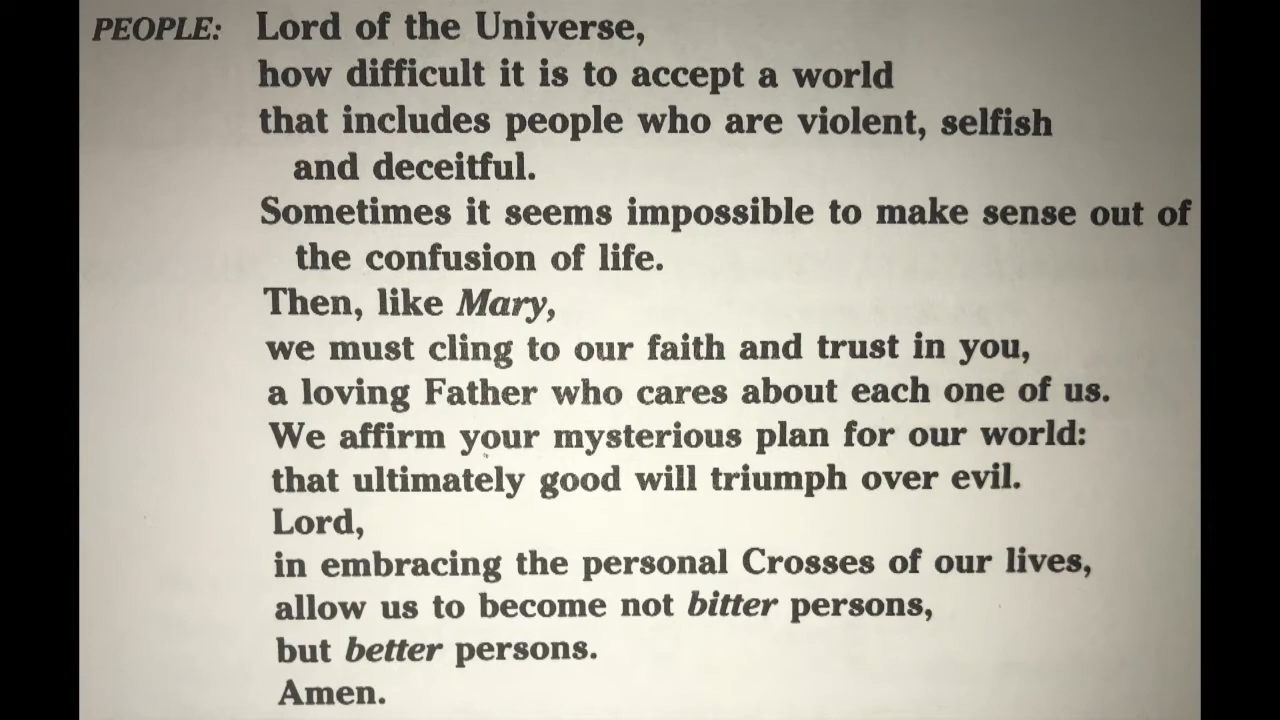 PEOPLE: Lord of the Universe,
how difficult it is to accept a world
that includes people who are violent, selfish
and deceitful.
Sometimes it seems impossible to make sense out of
the confusion of life.
Then, like Mary,
we must cling to our faith and trust in you,
a loving Father who cares about each one of us.
We affirm your mysterious plan for our world:
that ultimately good will triumph over evil.
Lord,
in embracing the personal Crosses of our lives,
allow us to become not bitter persons,
but better persons.
Amen.